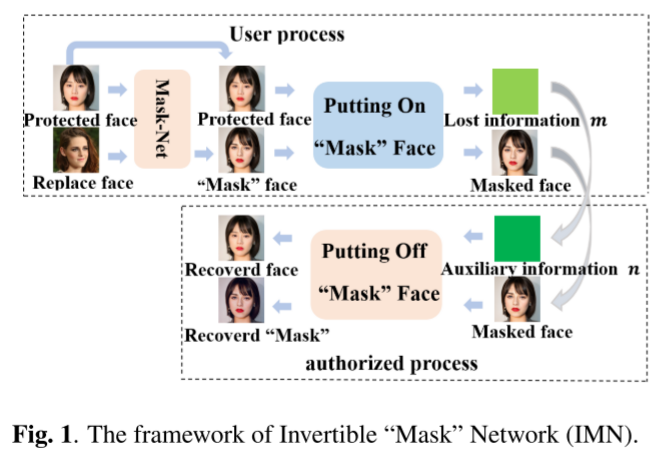 User process
Protected face
Mask-Net
Protected face
Lost information m
Replace face
“Mask” face
Putting On
“Mask” Face
Masked face
Recoverd face
Putting Off
“Mask” Face
Auxiliary information n
Recoverd “Mask”
Masked face
authorized process
Fig. 1. The framework of Invertible “Mask” Network (IMN).